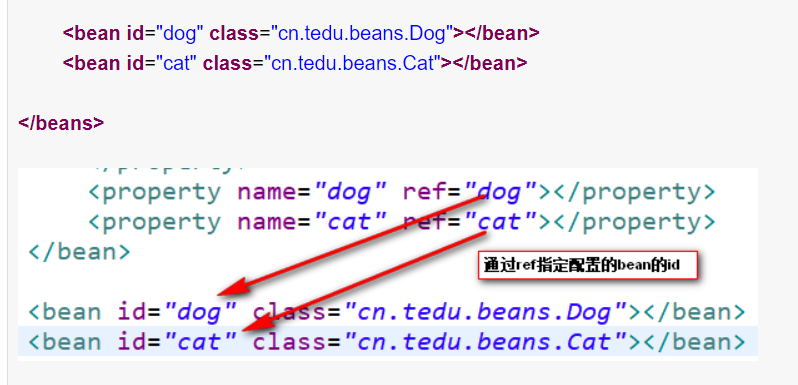 <bean id="dog" class="cn.tedu.beans.Dog"></bean>
<bean id="cat" class="cn.tedu.beans.Cat"></bean>
</beans>
</property>
<property name="dog" ref="dog"></property>
<property name="cat" ref="cat"></property>
</bean>
通过ref指定配置的bean的id
<bean id="dog" class="cn.tedu.beans.Dog"></bean>
<bean id="cat" class="cn.tedu.beans.Cat"></bean>